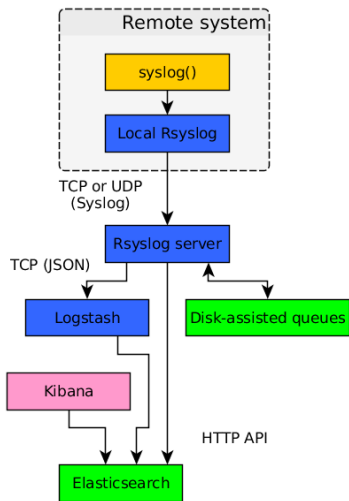 Remote system
syslog()
Local Rsyslog
TCP or UDP
(Syslog)
Rsyslog server
TCP (JSON)
Logstash
Disk-assisted queues
Kibana
HTTP API
Elasticsearch